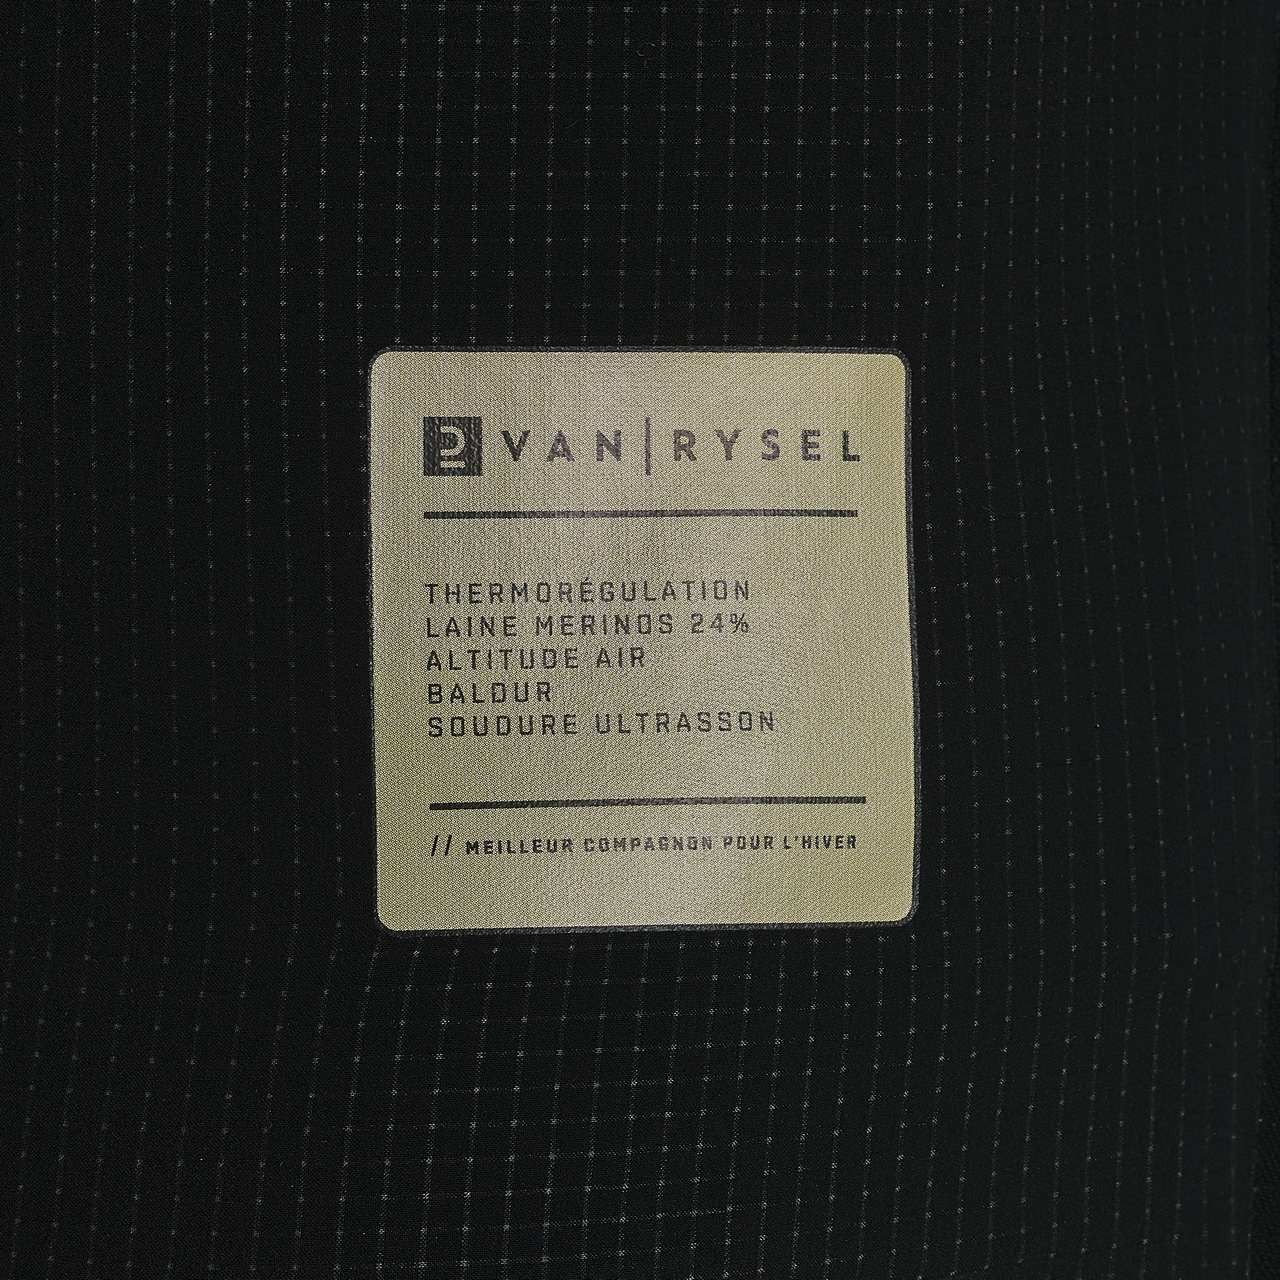 VAN|RYSEL
THERMORÉGULATION
LAINE MERINOS 24%
ALTITUDE AIR
BALDUR
SOUDURE ULTRASSON
// MEILLEUR COMPAGNON POUR L'HIVER